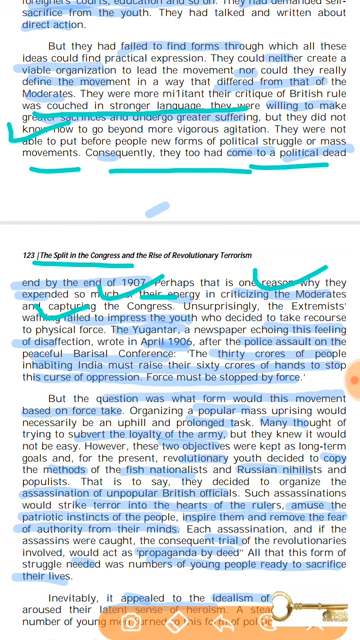 foreigner's courts, education and so on. They had demanded self-
sacrifice from the youth. They had talked and written about
direct action.
But they had failed to find forms through which all these
ideas could find practical expression. They could neither create a
viable organization to lead the movement nor could they really
define the movement in a way that differed from that of the
Moderates. They were more mi1itant their critique of British rule
was couched in stronger language, they were willing to make
greater sacrifices and undergo greater suffering, but they did not
know how to go beyond more vigorous agitation. They were not
able to put before people new forms of political struggle or mass
movements. Consequently, they too had come to a political dead
123 | The Split in the Congress and the Rise of Revolutionary Terrorism
end by the end of 1907. Perhaps that is one reason why they
expended so much of their energy in criticizing the Moderates
and capturing the Congress. Unsurprisingly, the Extremists'
failed to impress the youth who decided to take recourse
to physical force. The Yugantar, a newspaper echoing this feeling
of disaffection, wrote in April 1906, after the police assault on the
peaceful Barisal Conference: 'The thirty crores of people
inhabiting India must raise their sixty crores of hands to stop
this curse of oppression. Force must be stopped by force.'
But the question was what form would this movement
based on force take. Organizing a popular mass uprising would
necessarily be an uphill and prolonged task. Many thought of
trying to subvert the loyalty of the army, but they knew it would
not be easy. However, these two objectives were kept as long-term
goals and, for the present, revolutionary youth decided to copy
the methods of the fish nationalists and Russian nihilists and
populists. That is to say, they decided to organize the
assassination of unpopular British officials. Such assassinations
would strike terror into the hearts of the rulers, amuse the
patriotic instincts of the people, inspire them and remove the fear
of authority from their minds. Each assassination, and if the
assassins were caught, the consequent trial of the revolutionaries
involved, would act as 'propaganda by deed" All that this form of
struggle needed was numbers of young people ready to sacrifice
their lives.
Inevitably, it appealed to the idealism of
aroused their latent sense of heroism. A
number of young men turned to this form of